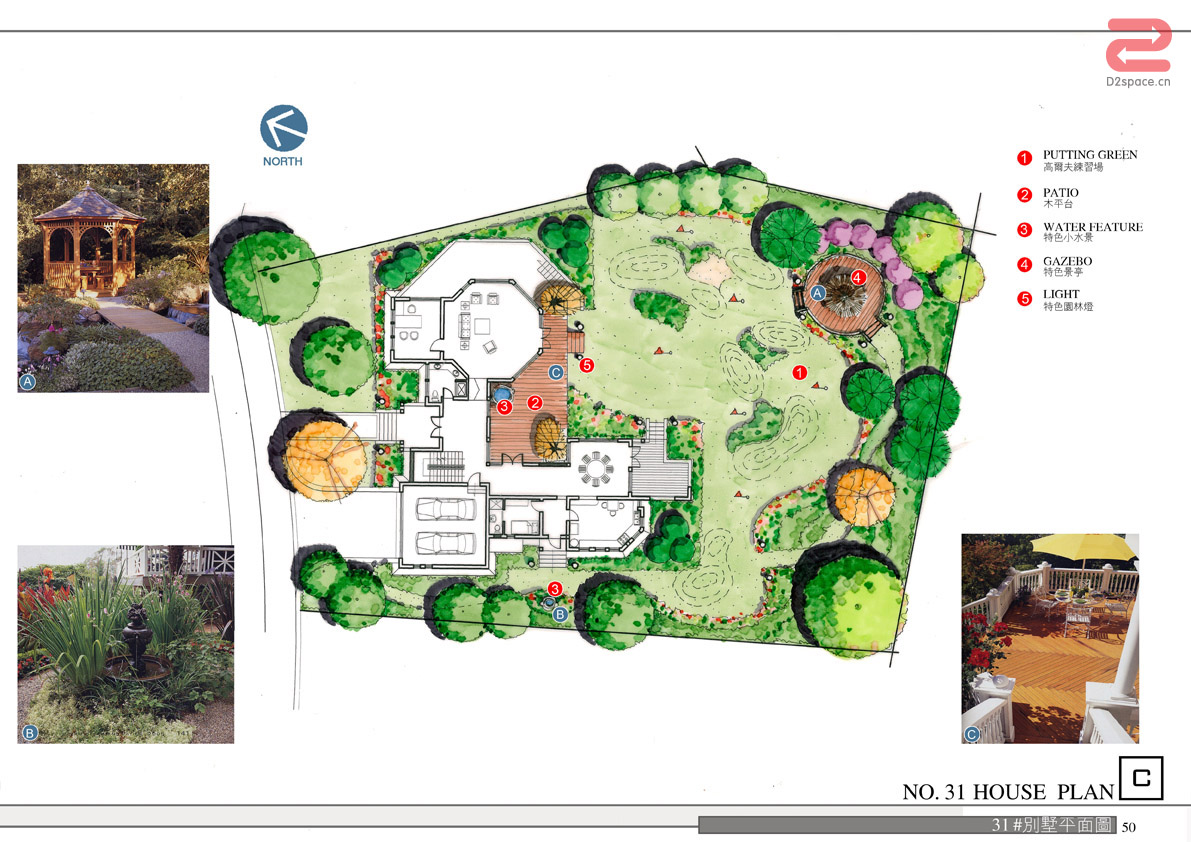 D2space.cn
NORTH
1 PUTTING GREEN
高爾夫練習場
2 PATIO
木平台
3 WATER FEATURE
特色小水景
4 GAZEBO
特色景亭
5 LIGHT
特色園林燈
4
A
5
C
1
3
2
A
3
B
B
C
NO. 31 HOUSE PLAN C
31#別墅平面圖 50